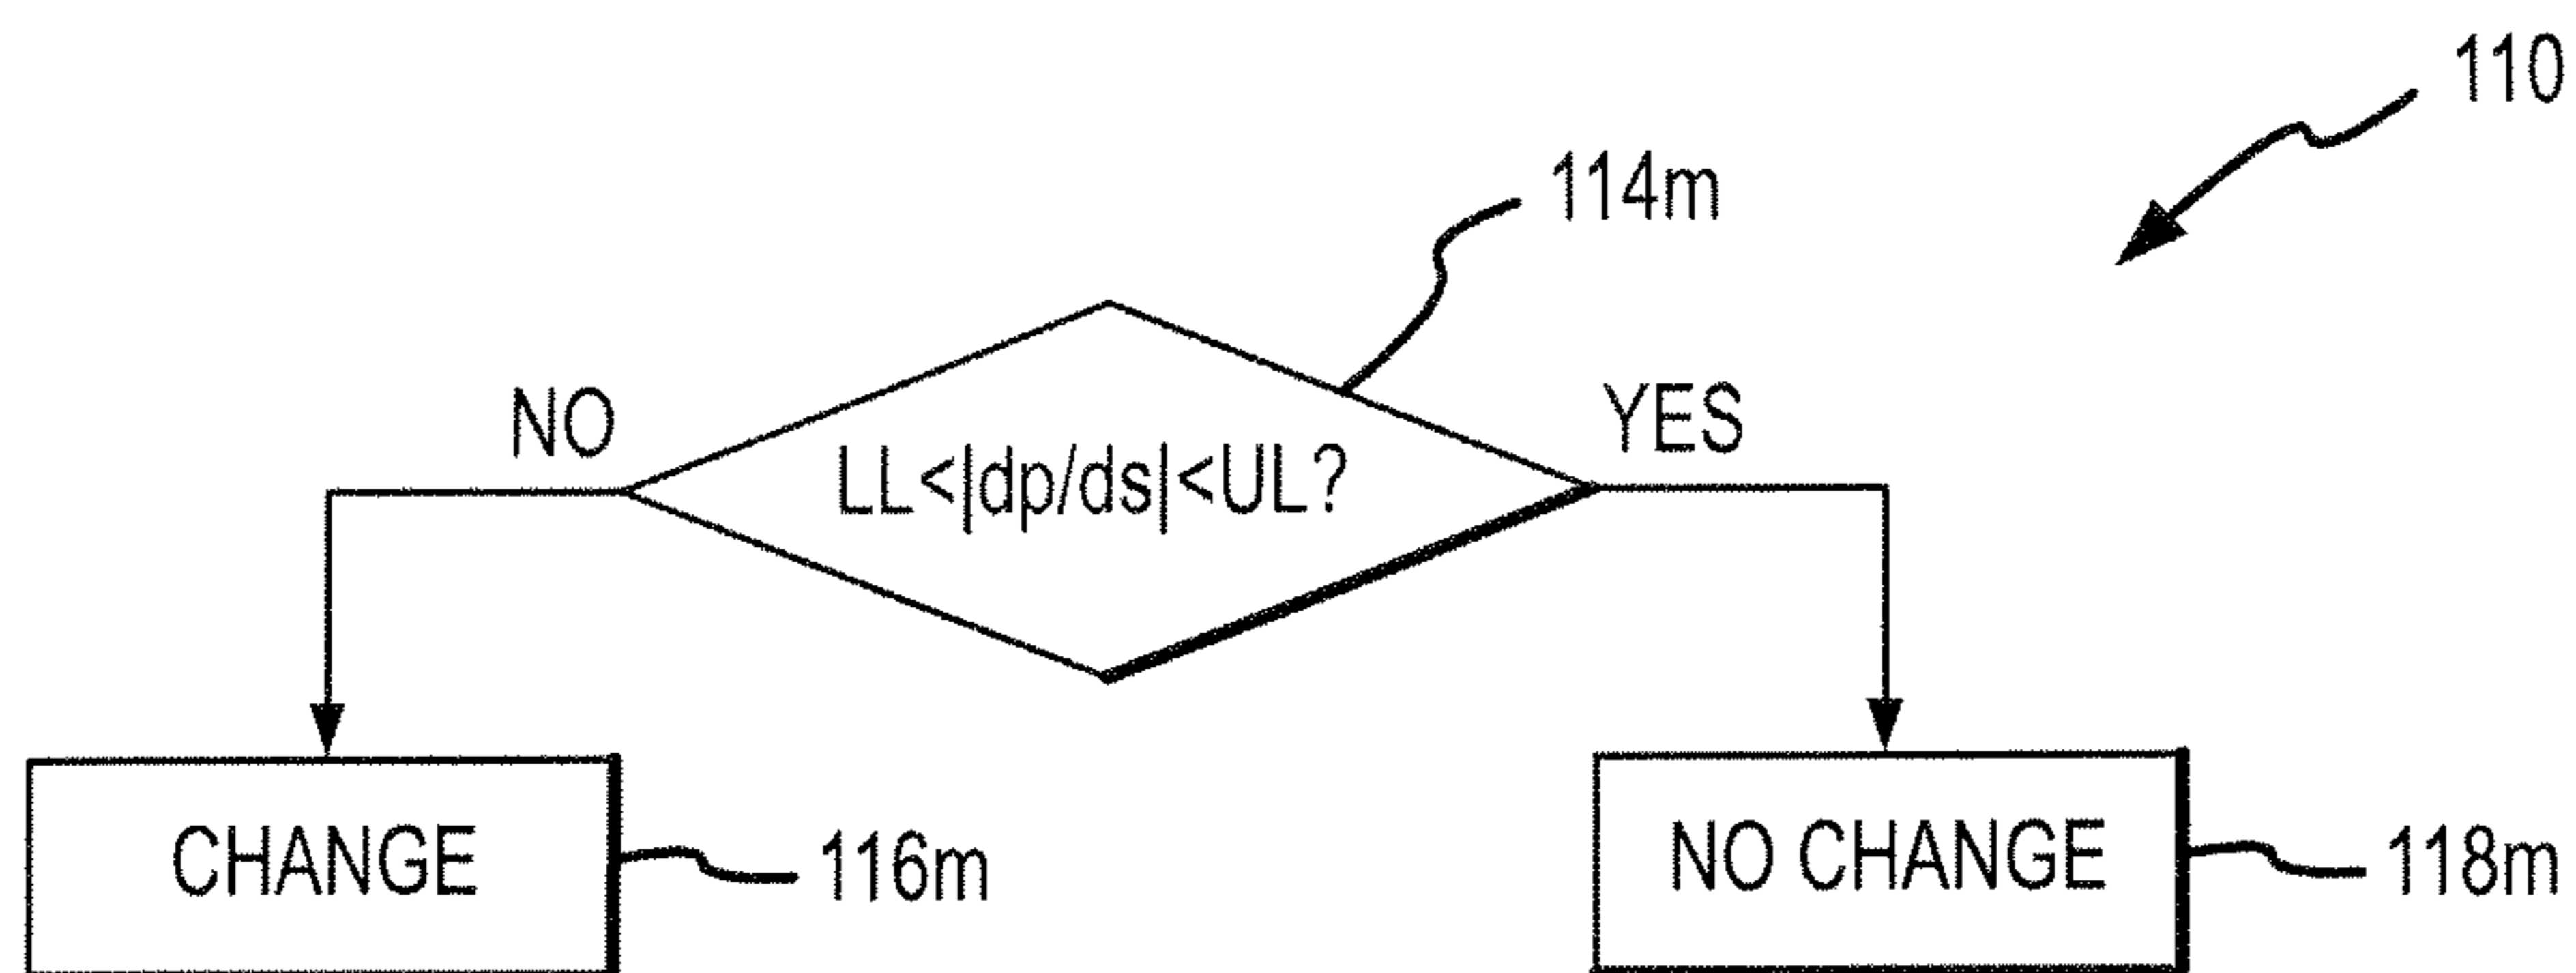 110
114m
NO
YES
LL<|dp/ds|<UL?
CHANGE
116m
NO CHANGE
118m